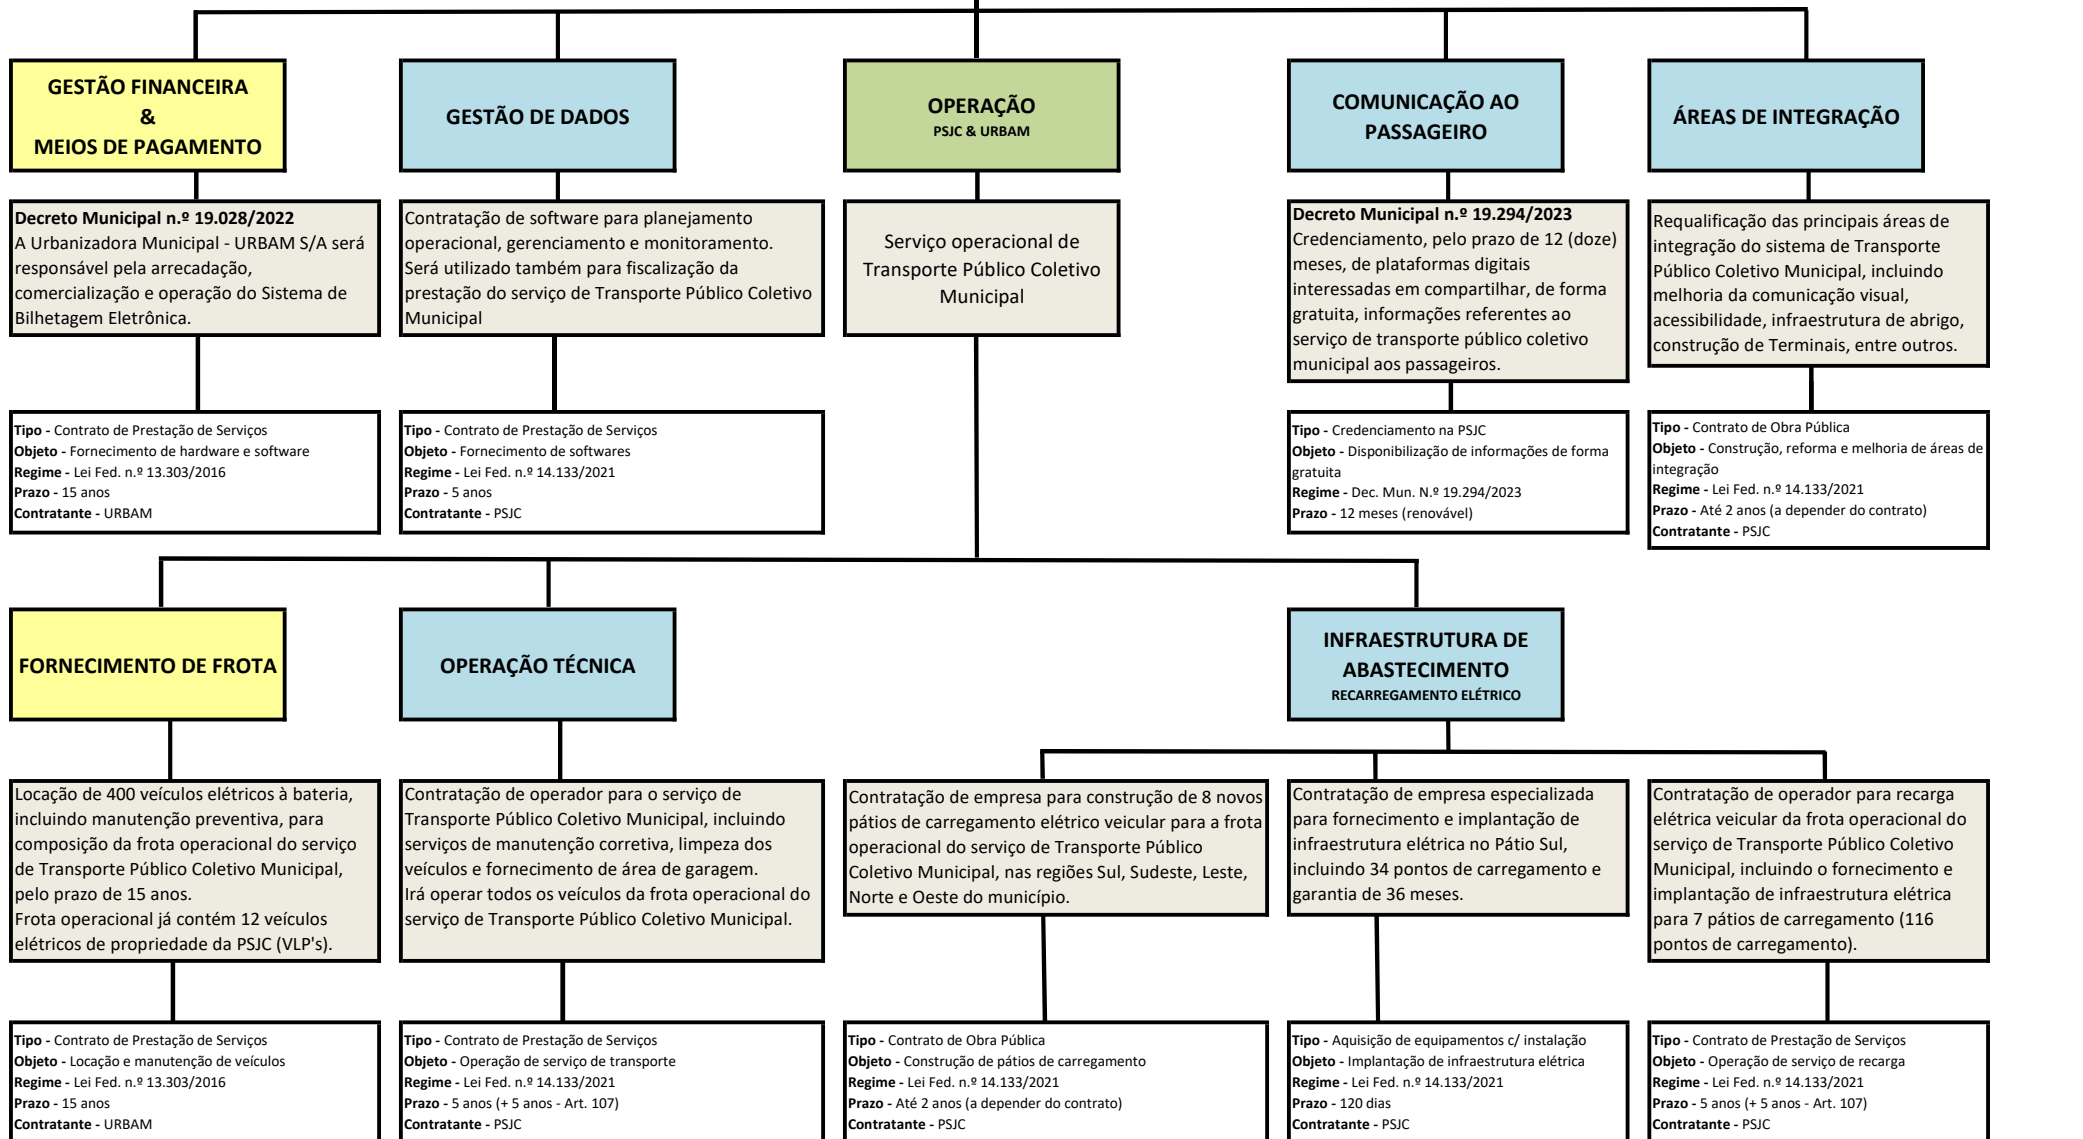 GESTÃO FINANCEIRA
&
MEIOS DE PAGAMENTO
GESTÃO DE DADOS
OPERAÇÃO
PSJC & URBAM
COMUNICAÇÃO AO
PASSAGEIRO
ÁREAS DE INTEGRAÇÃO
Decreto Municipal n.º 19.028/2022
A Urbanizadora Municipal - URBAM S/A será
responsável pela arrecadação,
comercialização e operação do Sistema de
Bilhetagem Eletrônica.
Contratação de software para planejamento
operacional, gerenciamento e monitoramento.
Será utilizado também para fiscalização da
prestação do serviço de Transporte Público Coletivo
Municipal
Serviço operacional de
Transporte Público Coletivo
Municipal
Decreto Municipal n.º 19.294/2023
Credenciamento, pelo prazo de 12 (doze)
meses, de plataformas digitais
interessadas em compartilhar, de forma
gratuita, informações referentes ao
serviço de transporte público coletivo
municipal aos passageiros.
Requalificação das principais áreas de
integração do sistema de Transporte
Público Coletivo Municipal, incluindo
melhoria da comunicação visual,
acessibilidade, infraestrutura de abrigo,
construção de Terminais, entre outros.
Tipo - Contrato de Prestação de Serviços
Objeto - Fornecimento de hardware e software
Regime - Lei Fed. n.º 13.303/2016
Prazo - 15 anos
Contratante - URBAM
Tipo - Contrato de Prestação de Serviços
Objeto - Fornecimento de softwares
Regime - Lei Fed. n.º 14.133/2021
Prazo - 5 anos
Contratante - PSJC
Tipo - Credenciamento na PSJC
Objeto - Disponibilização de informações de forma
gratuita
Regime - Dec. Mun. N.º 19.294/2023
Prazo - 12 meses (renovável)
Tipo - Contrato de Obra Pública
Objeto - Construção, reforma e melhoria de áreas de
integração
Regime - Lei Fed. n.º 14.133/2021
Prazo - Até 2 anos (a depender do contrato)
Contratante - PSJC
FORNECIMENTO DE FROTA
OPERAÇÃO TÉCNICA
INFRAESTRUTURA DE
ABASTECIMENTO
RECARREGAMENTO ELÉTRICO
Locação de 400 veículos elétricos à bateria,
incluindo manutenção preventiva, para
composição da frota operacional do serviço
de Transporte Público Coletivo Municipal,
pelo prazo de 15 anos.
Frota operacional já contém 12 veículos
elétricos de propriedade da PSJC (VLP's).
Contratação de operador para o serviço de
Transporte Público Coletivo Municipal, incluindo
serviços de manutenção corretiva, limpeza dos
veículos e fornecimento de área de garagem.
Irá operar todos os veículos da frota operacional do
serviço de Transporte Público Coletivo Municipal.
Contratação de empresa para construção de 8 novos
pátios de carregamento elétrico veicular para a frota
operacional do serviço de Transporte Público
Coletivo Municipal, nas regiões Sul, Sudeste, Leste,
Norte e Oeste do município.
Contratação de empresa especializada
para fornecimento e implantação de
infraestrutura elétrica no Pátio Sul,
incluindo 34 pontos de carregamento e
garantia de 36 meses.
Contratação de operador para recarga
elétrica veicular da frota operacional do
serviço de Transporte Público Coletivo
Municipal, incluindo o fornecimento e
implantação de infraestrutura elétrica
para 7 pátios de carregamento (116
pontos de carregamento).
Tipo - Contrato de Prestação de Serviços
Objeto - Locação e manutenção de veículos
Regime - Lei Fed. n.º 13.303/2016
Prazo - 15 anos
Contratante - URBAM
Tipo - Contrato de Prestação de Serviços
Objeto - Operação de serviço de transporte
Regime - Lei Fed. n.º 14.133/2021
Prazo - 5 anos (+ 5 anos - Art. 107)
Contratante - PSJC
Tipo - Contrato de Obra Pública
Objeto - Construção de pátios de carregamento
Regime - Lei Fed. n.º 14.133/2021
Prazo - Até 2 anos (a depender do contrato)
Contratante - PSJC
Tipo - Aquisição de equipamentos c/ instalação
Objeto - Implantação de infraestrutura elétrica
Regime - Lei Fed. n.º 14.133/2021
Prazo - 120 dias
Contratante - PSJC
Tipo - Contrato de Prestação de Serviços
Objeto - Operação de serviço de recarga
Regime - Lei Fed. n.º 14.133/2021
Prazo - 5 anos (+ 5 anos - Art. 107)
Contratante - PSJC